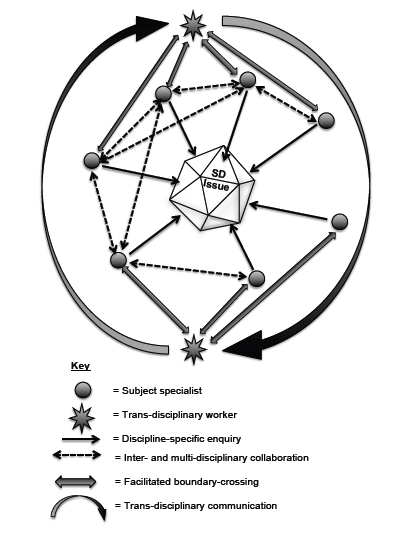 SD
Issue
Key
= Subject specialist
= Trans-disciplinary worker
= Discipline-specific enquiry
= Inter- and multi-disciplinary collaboration
= Facilitated boundary-crossing
= Trans-disciplinary communication